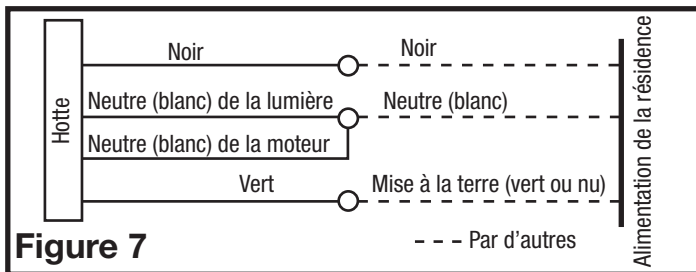 Hotte
Noir
Noir
Neutre (blanc) de la lumière
Neutre (blanc)
Neutre (blanc) de la moteur
Vert
Mise à la terre (vert ou nu)
Alimentation de la résidence
Figure 7
Par d'autres